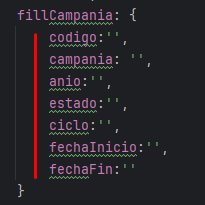 fillCampania: {
codigo:'',
campania: '',
anio:'',
estado:'',
ciclo:'',
fechaInicio:'',
fechaFin:''
}